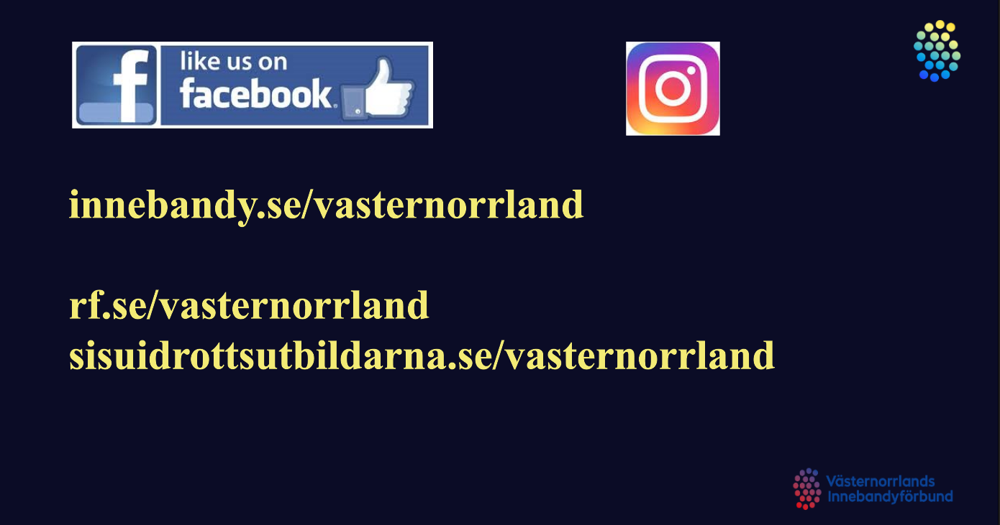 like us on
facebook
innebandy.se/vasternorrland
rf.se/vasternorrland
sisuidrottsutbildarna.se/vasternorrland
Västernorrlands
Innebandyförbund